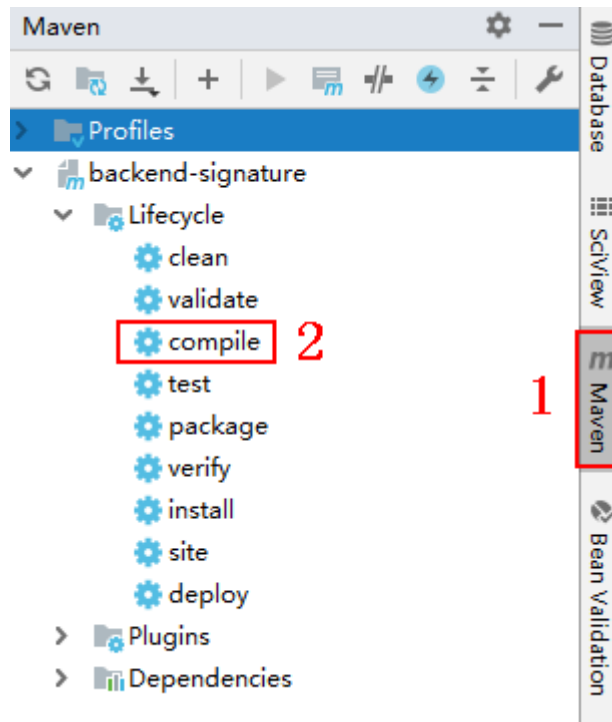 Maven
Profiles
backend-signature
Lifecycle
clean
validate
compile
2
test
package
verify
install
site
deploy
Plugins
Dependencies
Database
SciView
1
Maven
Bean Validation